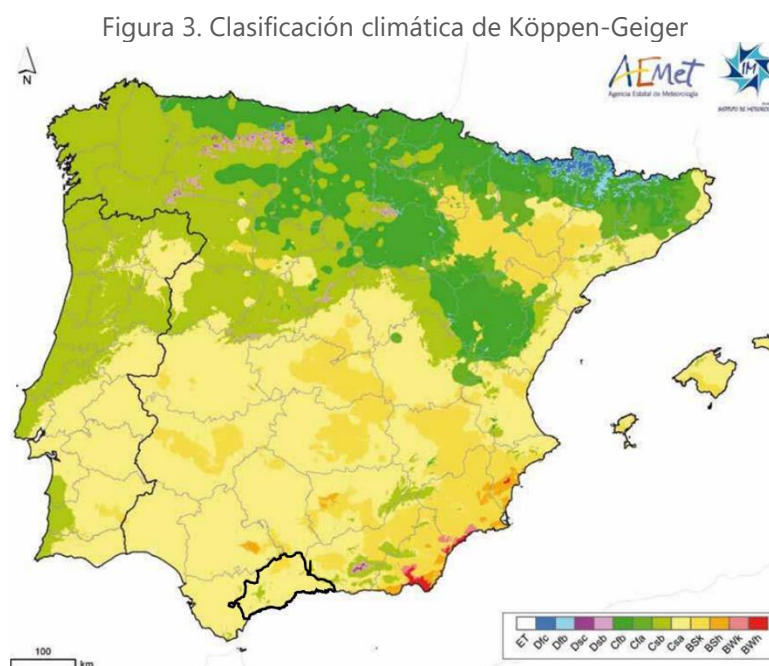 Figura 3. Clasificación climática de Köppen-Geiger
N
AEMet
Agencia Estatal de Meteorología
IM
ET
Dfc
Dfb
Dsc
Dsb
Cfb
Cfa
Csb
Csa
BSk
BSh
BWk
BWh
100
km